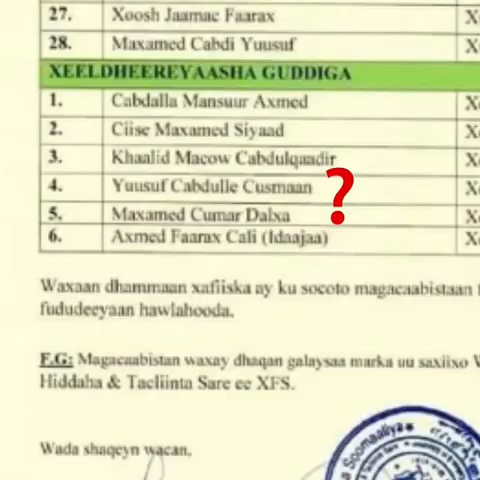 27. Xoosh Jaamac Faarax X
28. Maxamed Cabdi Yuusuf X
XEELDHEEREYAASHA GUDDIGA
1. Cabdalla Mansuur Axmed X
2. Ciise Maxamed Siyaad X
3. Khaalid Macow Cabdulqaadir X
4. Yuusuf Cabdulle Cusmaan X
?
5. Maxamed Cumar Dalxa X
6. Axmed Faarax Cali (Idaajaa) X
Waxaan dhammaan xafiiska ay ku socoto magacaabistaan
fududeeyaan hawlahooda.
F.G: Magacaabistan waxay dhaqan galaysaa marka uu saxiixo W
Hiddaha & Tacliinta Sare ee XFS.
Wada shaqeyn wacan,
Soomaaliya